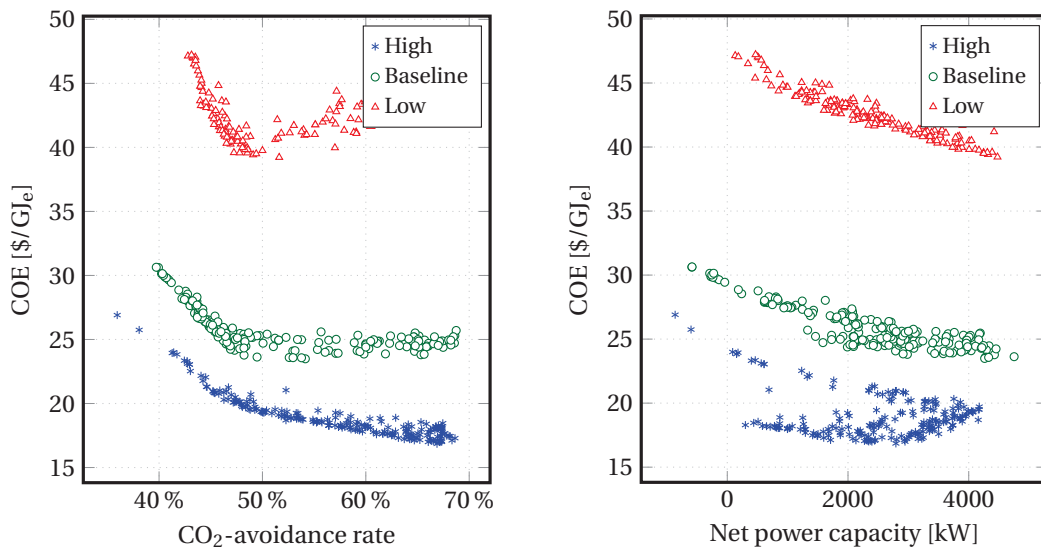 50
45
40
35
30
25
20
15
COE [$/GJe]
40 %
50 %
60 %
70 %
CO2-avoidance rate
High
Baseline
Low
50
45
40
35
30
25
20
15
COE [$/GJe]
0
2000
4000
Net power capacity [kW]
High
Baseline
Low